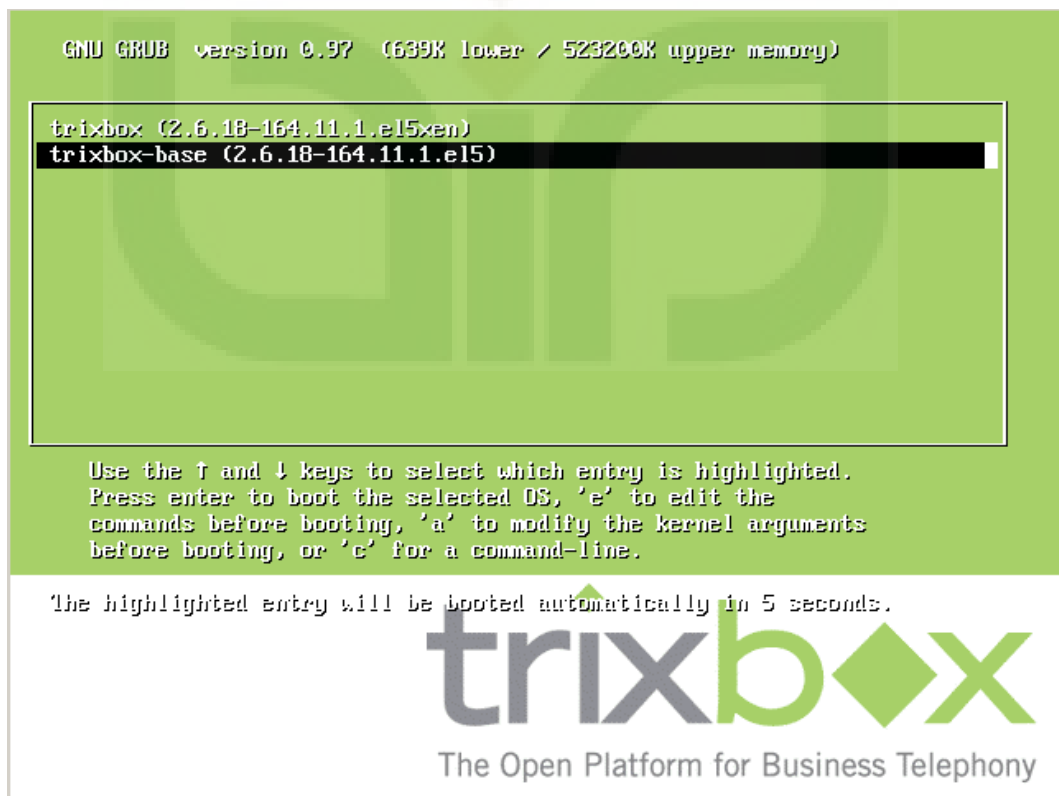 GNU GRUB  version 0.97  (639K lower / 523200K upper memory)
trixbox (2.6.18-164.11.1.el5xen)
trixbox-base (2.6.18-164.11.1.el5)
Use the ↑ and ↓ keys to select which entry is highlighted.
Press enter to boot the selected OS, 'e' to edit the
commands before booting, 'a' to modify the kernel arguments
before booting, or 'c' for a command-line.
The highlighted entry will be booted automatically in 5 seconds.
trixbox
The Open Platform for Business Telephony